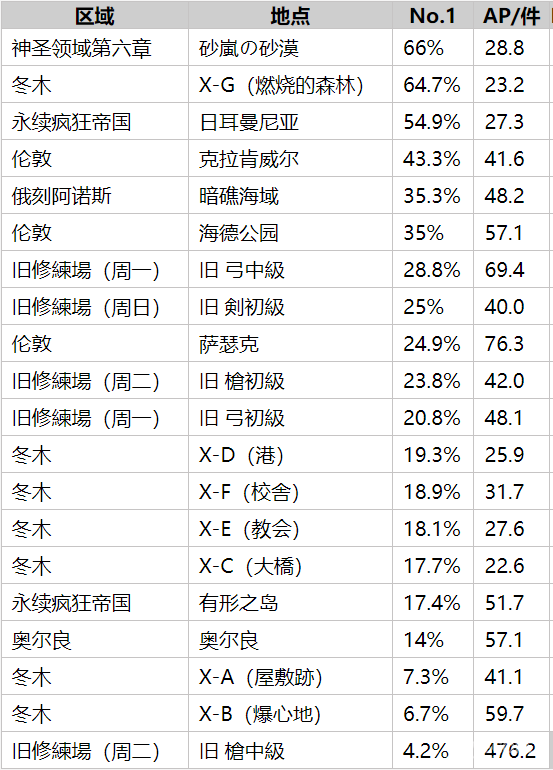 区域 地点 No.1 AP/件
神圣领域第六章 砂嵐の砂漠 66% 28.8
冬木 X-G（燃烧的森林） 64.7% 23.2
永续疯狂帝国 日耳曼尼亚 54.9% 27.3
伦敦 克拉肯威尔 43.3% 41.6
俄刻阿诺斯 暗礁海域 35.3% 48.2
伦敦 海德公园 35% 57.1
旧修練場（周一） 旧 弓中級 28.8% 69.4
旧修練場（周日） 旧 剣初級 25% 40.0
伦敦 萨瑟克 24.9% 76.3
旧修練場（周二） 旧 槍初級 23.8% 42.0
旧修練場（周一） 旧 弓初級 20.8% 48.1
冬木 X-D（港） 19.3% 25.9
冬木 X-F（校舎） 18.9% 31.7
冬木 X-E（教会） 18.1% 27.6
冬木 X-C（大橋） 17.7% 22.6
永续疯狂帝国 有形之岛 17.4% 51.7
奥尔良 奥尔良 14% 57.1
冬木 X-A（屋敷跡） 7.3% 41.1
冬木 X-B（爆心地） 6.7% 59.7
旧修練場（周二） 旧 槍中級 4.2% 476.2